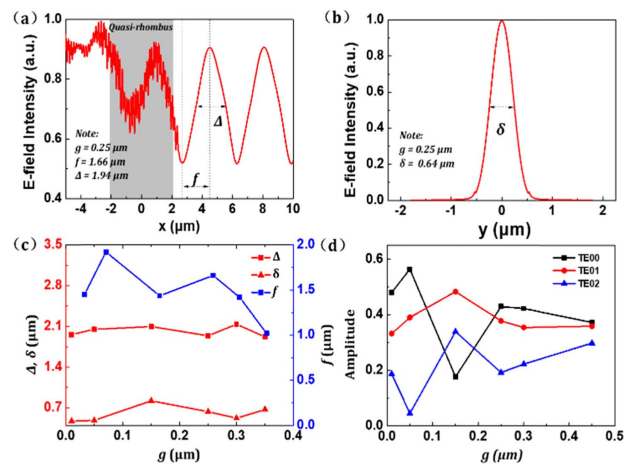 (a)
Quasi-rhombus
1.0
0.8
0.6
0.4
E-field Intensity (a.u.)
Note:
g = 0.25 μm
f = 1.66 μm
Δ = 1.94 μm
Δ
f
-4 -2 0 2 4 6 8 10
x (μm)
(b)
1.0
0.8
0.6
0.4
0.2
0.0
E-field Intensity (a.u.)
δ
Note:
g = 0.25 μm
δ = 0.64 μm
-2 -1 0 1 2
y (μm)
(c)
3.5
2.8
2.1
1.4
0.7
Δ, δ (μm)
Δ
δ
f
2.0
1.5
1.0
0.5
0.0
f (μm)
0.0 0.1 0.2 0.3 0.4
g (μm)
(d)
0.6
0.4
0.2
0.0
Amplitude
TE00
TE01
TE02
0.0 0.1 0.2 0.3 0.4 0.5
g (μm)